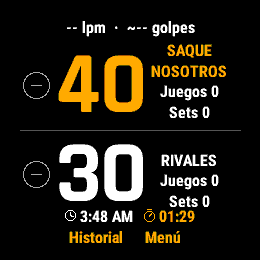 -- lpm · ~-- golpes
40
SAQUE
NOSOTROS
Juegos 0
Sets 0
30
RIVALES
Juegos 0
Sets 0
3:48 AM 01:29
Historial Menú